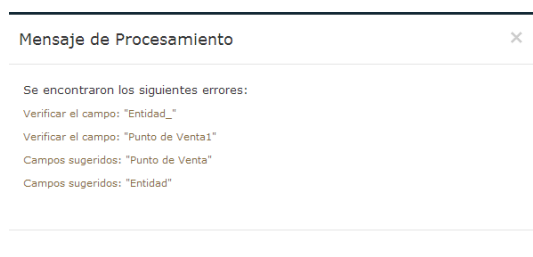 Mensaje de Procesamiento
Se encontraron los siguientes errores:
Verificar el campo: "Entidad_"
Verificar el campo: "Punto de Venta1"
Campos sugeridos: "Punto de Venta"
Campos sugeridos: "Entidad"